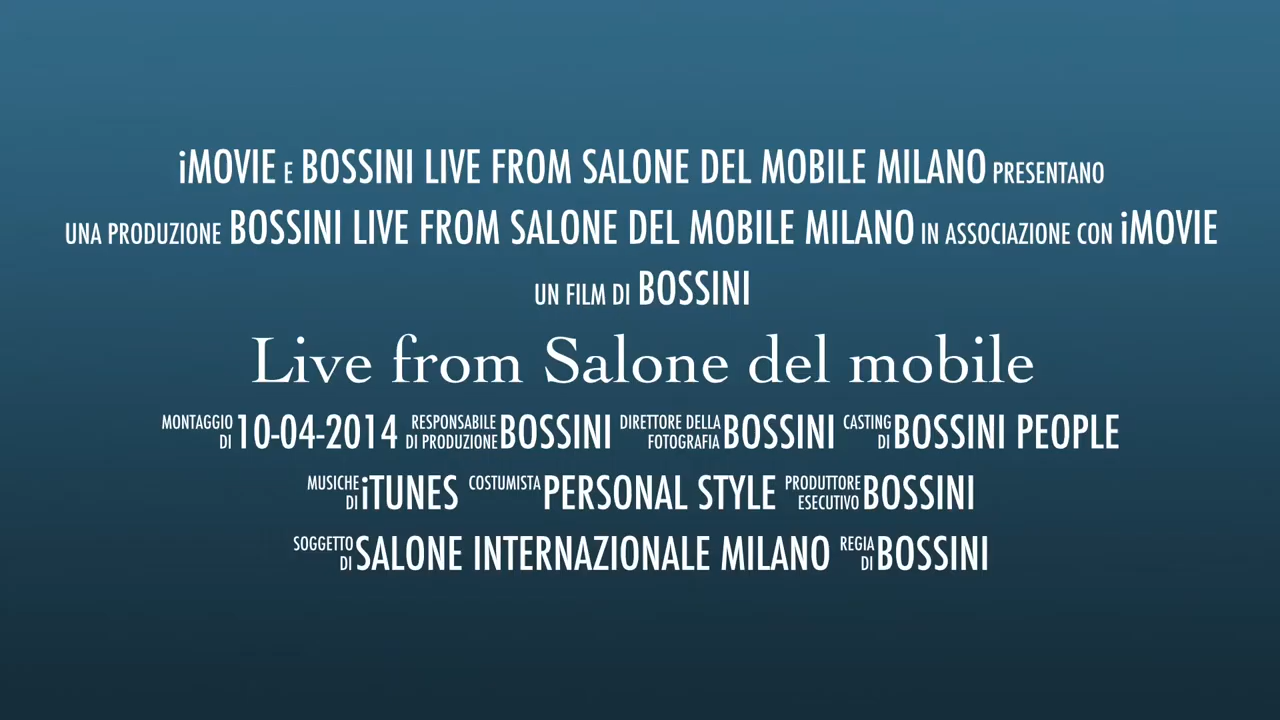 iMOVIE E BOSSINI LIVE FROM SALONE DEL MOBILE MILANO PRESENTANO
UNA PRODUZIONE BOSSINI LIVE FROM SALONE DEL MOBILE MILANO IN ASSOCIAZIONE CON iMOVIE
UN FILM DI BOSSINI
Live from Salone del mobile
MONTAGGIO DI 10-04-2014 RESPONSABILE DI PRODUZIONE BOSSINI DIRETTORE DELLA FOTOGRAFIA BOSSINI CASTING DI BOSSINI PEOPLE
MUSICHE DI iTUNES COSTUMISTA PERSONAL STYLE PRODUTTORE ESECUTIVO BOSSINI
SOGGETTO DI SALONE INTERNAZIONALE MILANO REGIA DI BOSSINI